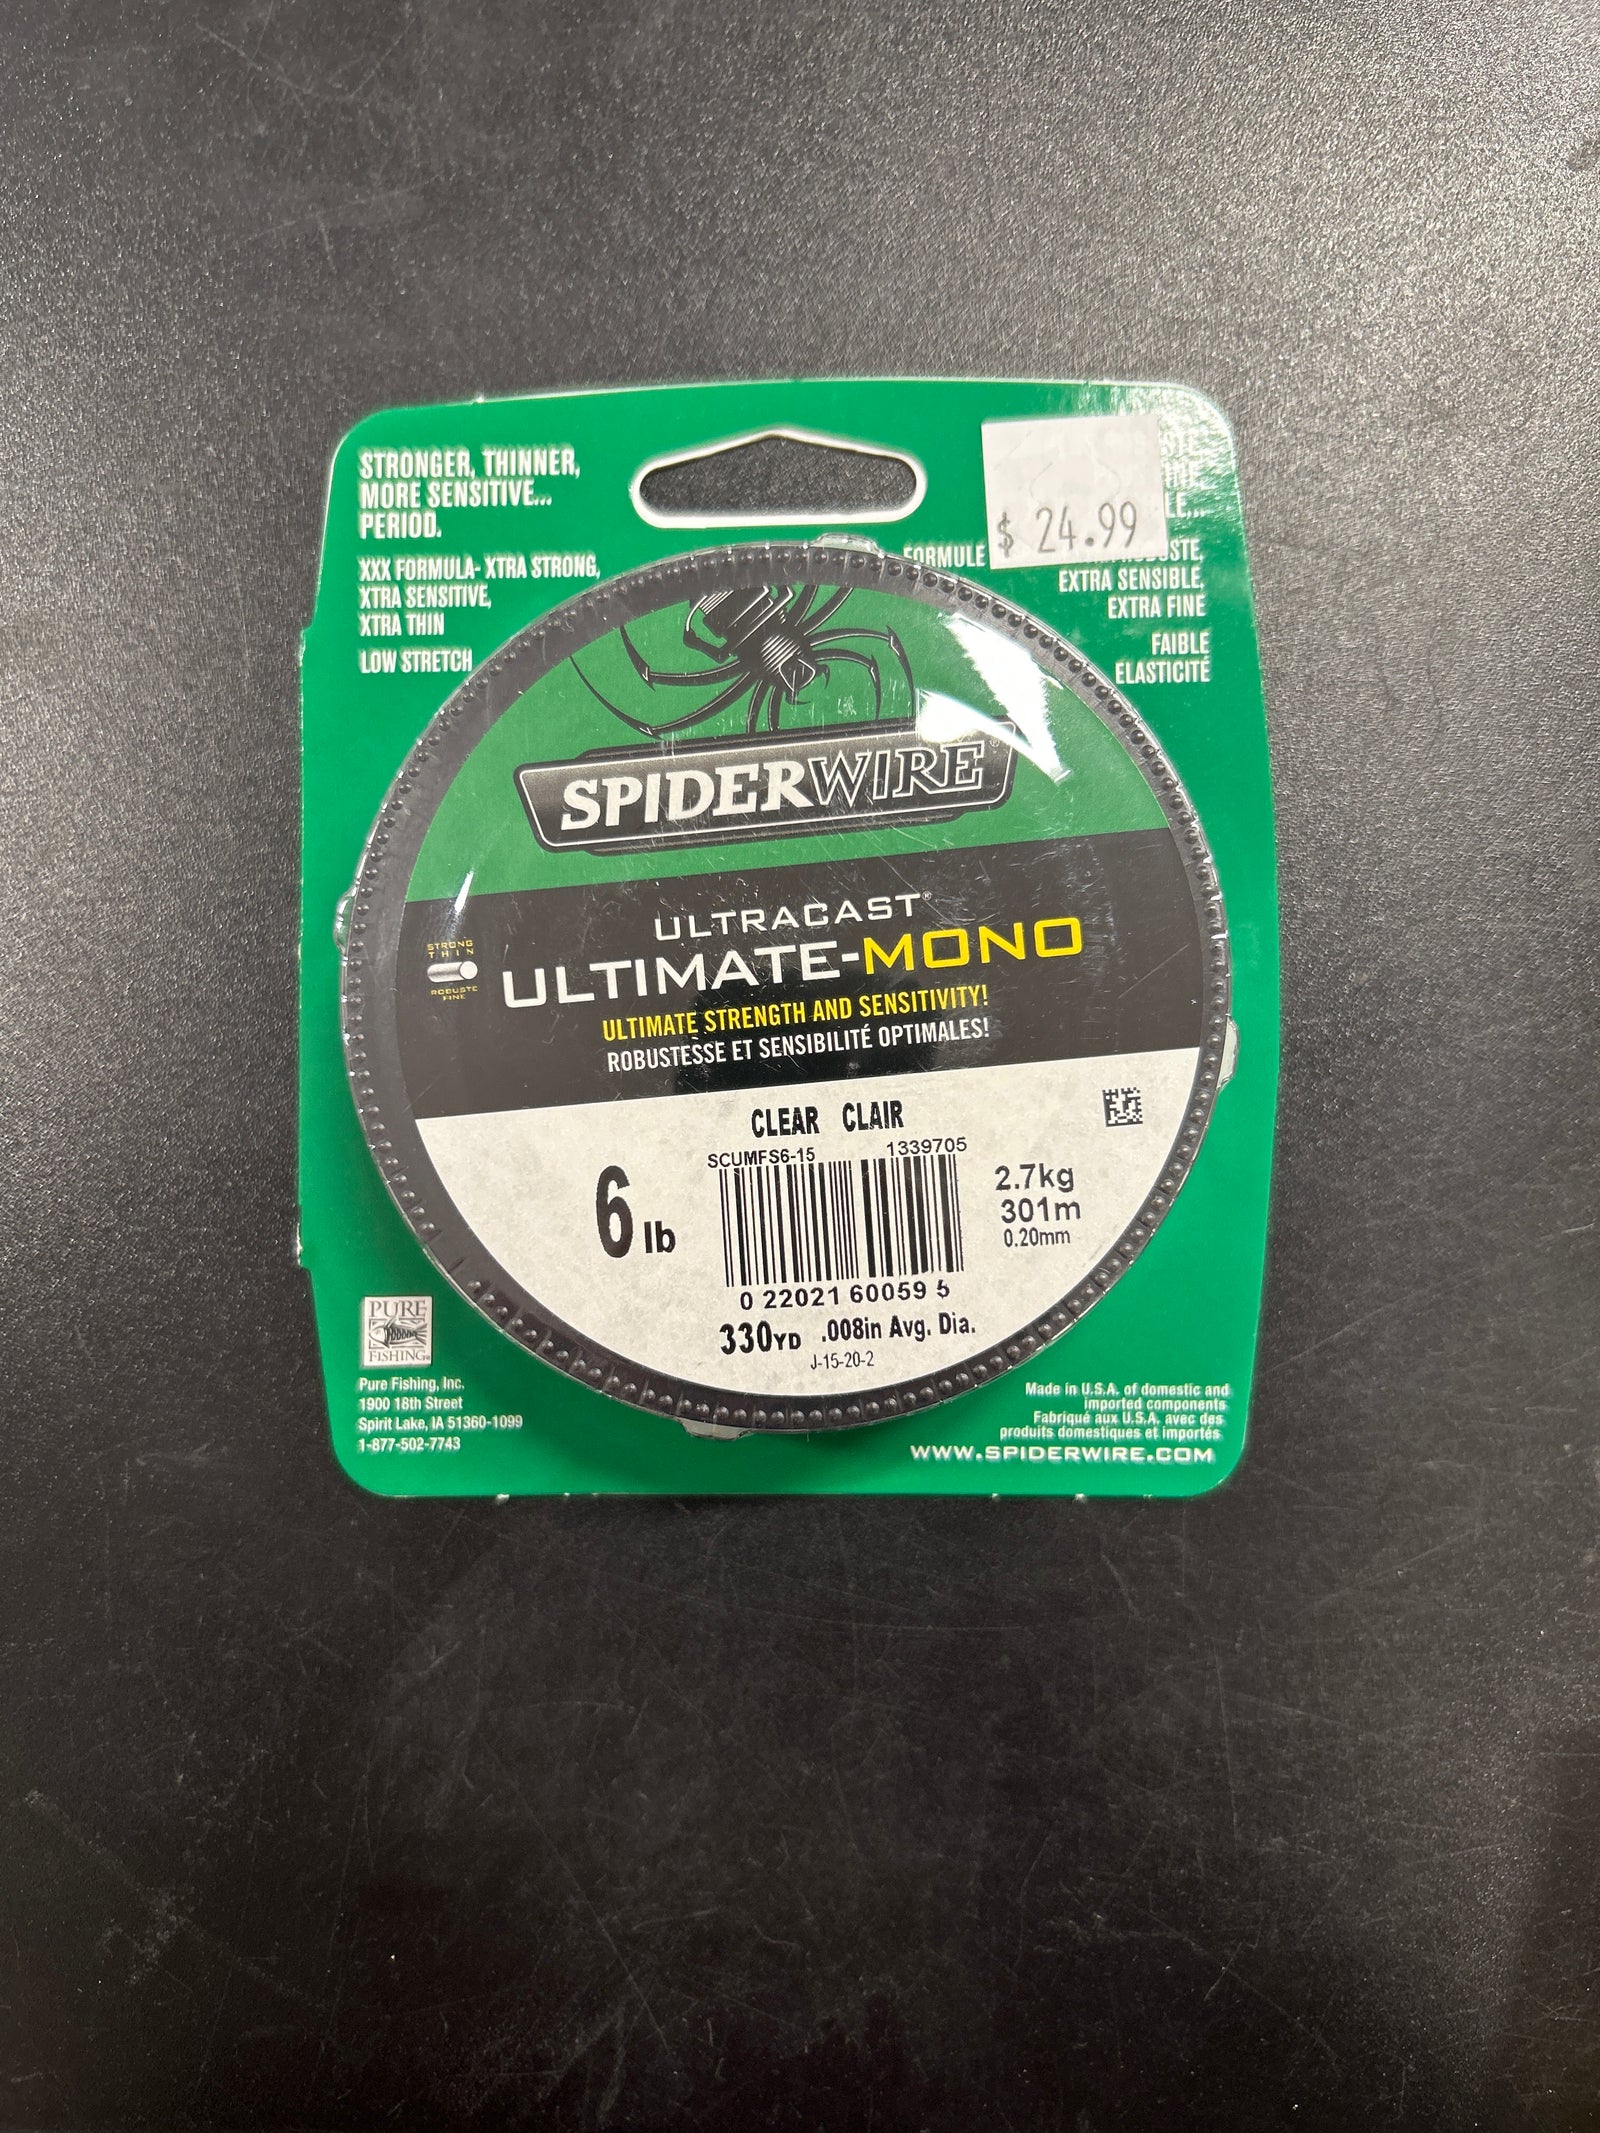 STRONGER, THINNER,
MORE SENSITIVE...
PERIOD.
XXX FORMULA- XTRA STRONG,
XTRA SENSITIVE,
XTRA THIN
LOW STRETCH
$ 24.99
FORMULE
EXTRA SENSIBLE,
EXTRA FINE
FAIBLE
ELASTICITÉ
SPIDERWIRE®
ULTRACAST®
ULTIMATE-MONO
STRONG
THIN
ROBUSTE
FINE
ULTIMATE STRENGTH AND SENSITIVITY!
ROBUSTESSE ET SENSIBILITÉ OPTIMALES!
CLEAR CLAIR
SCUMFS6-15 1339705
6 lb
2.7kg
301m
0.20mm
0 22021 60059 5
330YD .008in Avg. Dia.
J-15-20-2
PURE
FISHING®
Pure Fishing, Inc.
1900 18th Street
Spirit Lake, IA 51360-1099
1-877-502-7743
Made in U.S.A. of domestic and
imported components
Fabriqué aux U.S.A. avec des
produits domestiques et importés
WWW.SPIDERWIRE.COM